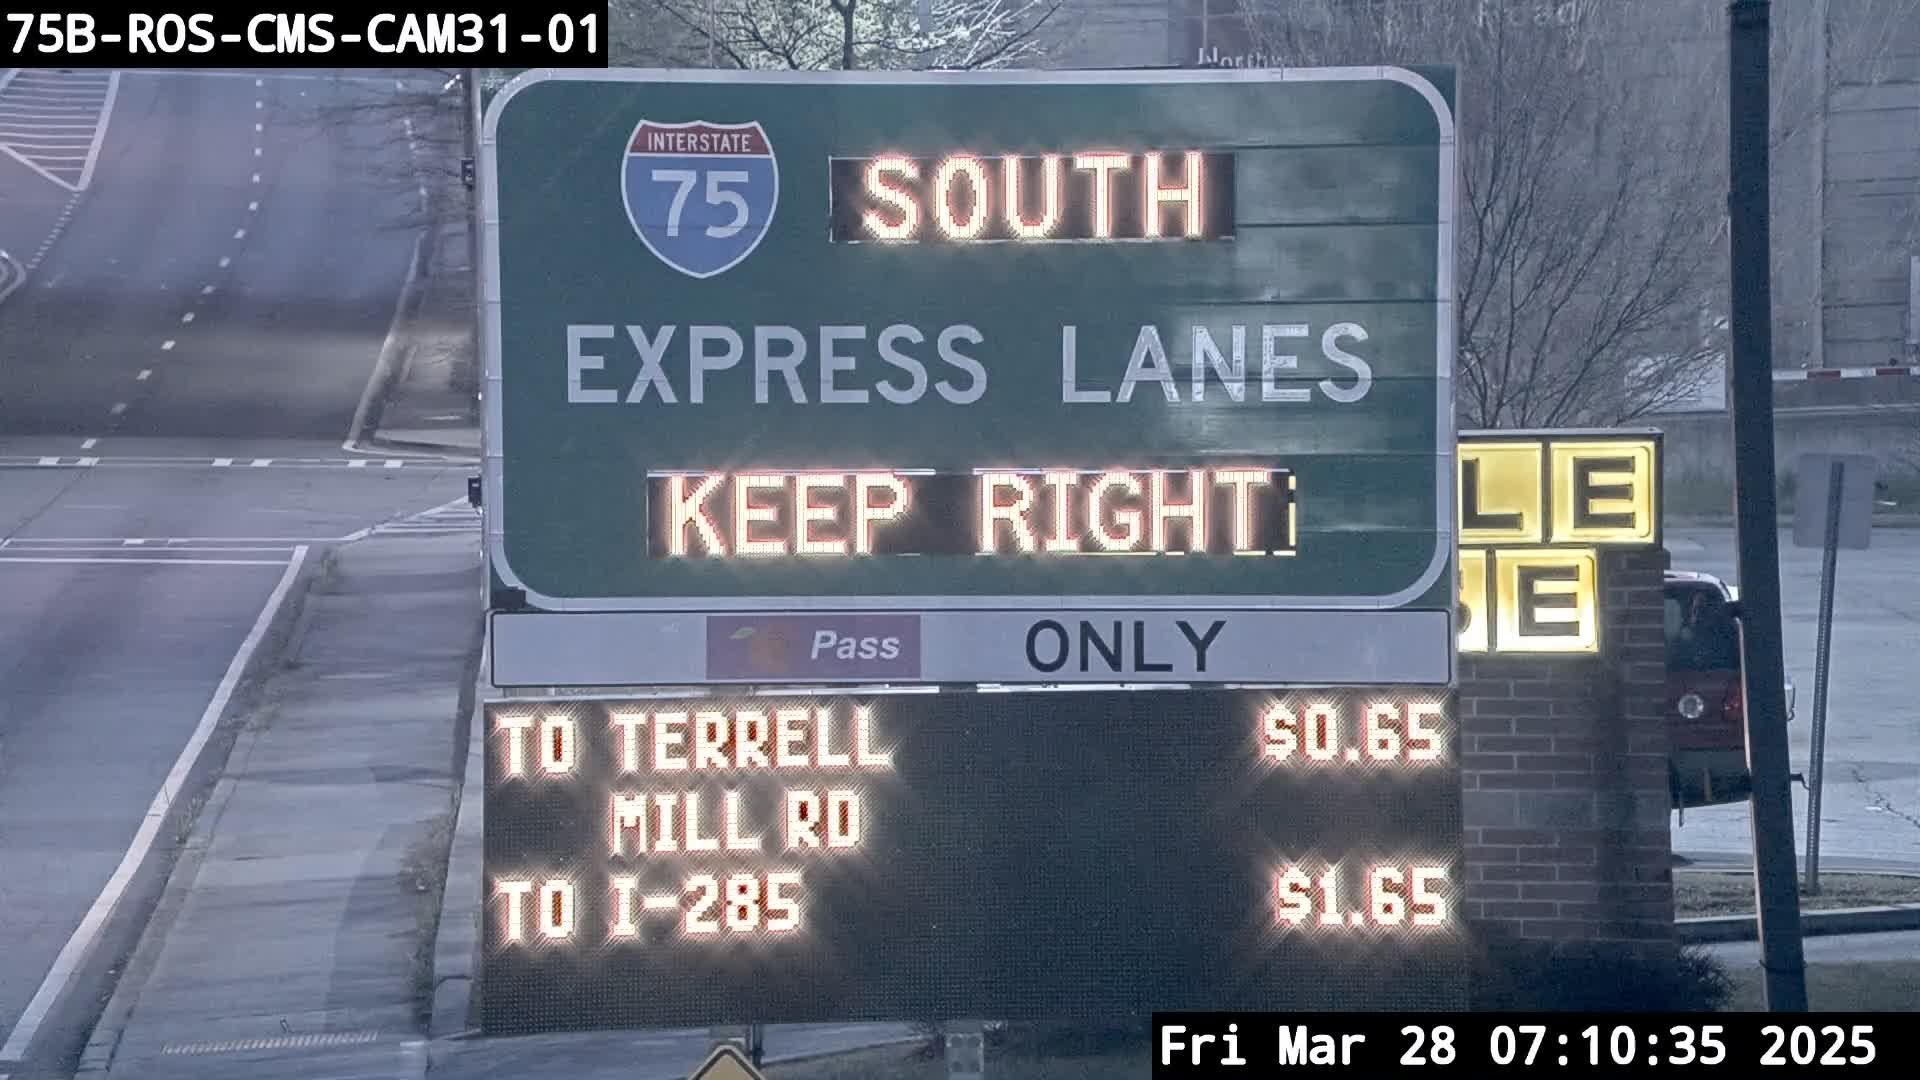 75B-ROS-CMS-CAM31-01
INTERSTATE
75
SOUTH
EXPRESS LANES
KEEP RIGHT
Pass ONLY
TO TERRELL $0.65
MILL RD
TO I-285 $1.65
LE
E
Fri Mar 28 07:10:35 2025